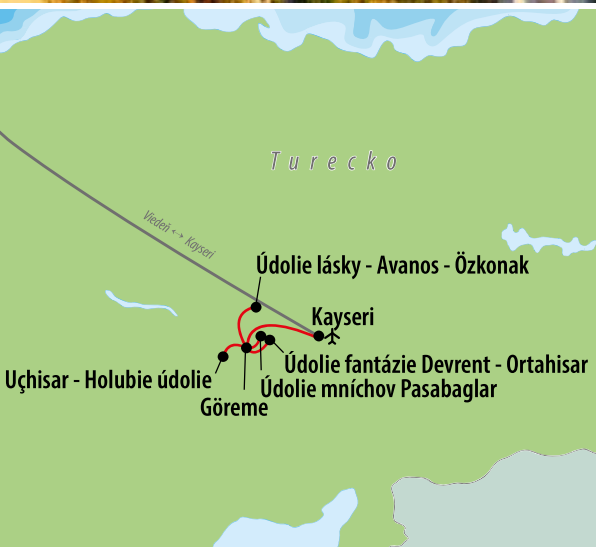 Turecko
Viedeň <--> Kayseri
Údolie lásky - Avanos - Özkonak
Kayseri
Údolie fantázie Devrent - Ortahisar
Uçhisar - Holubie údolie
Údolie mníchov Pasabaglar
Göreme